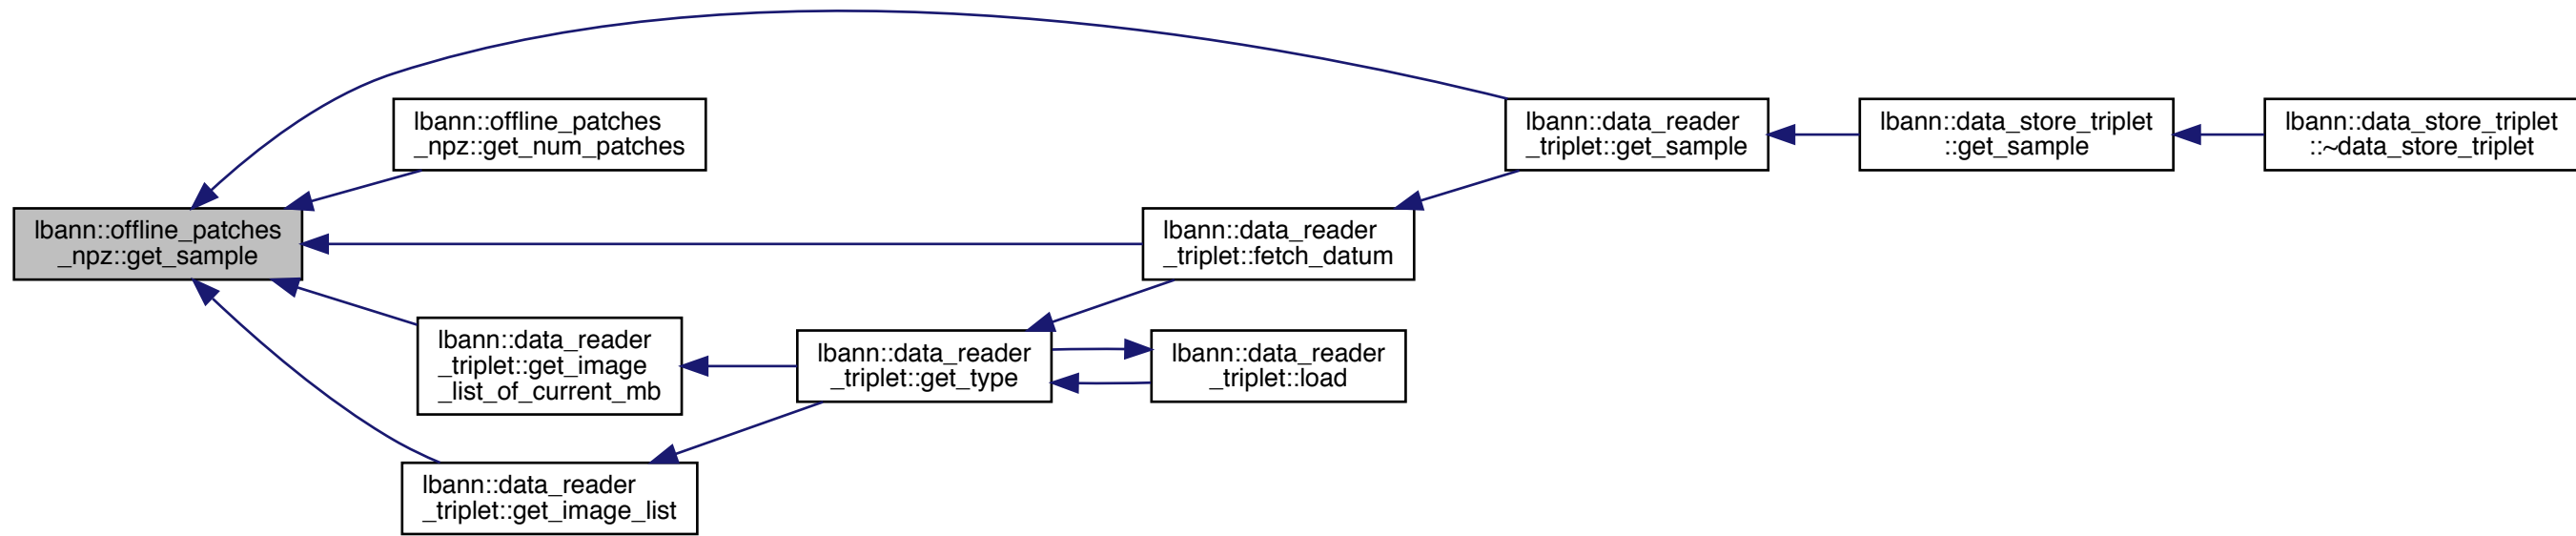 lbann::offline_patches
_npz::get_sample
lbann::offline_patches
_npz::get_num_patches
lbann::data_reader
_triplet::get_image
_list_of_current_mb
lbann::data_reader
_triplet::get_image_list
lbann::data_reader
_triplet::get_type
lbann::data_reader
_triplet::fetch_datum
lbann::data_reader
_triplet::load
lbann::data_reader
_triplet::get_sample
lbann::data_store_triplet
::get_sample
lbann::data_store_triplet
::~data_store_triplet